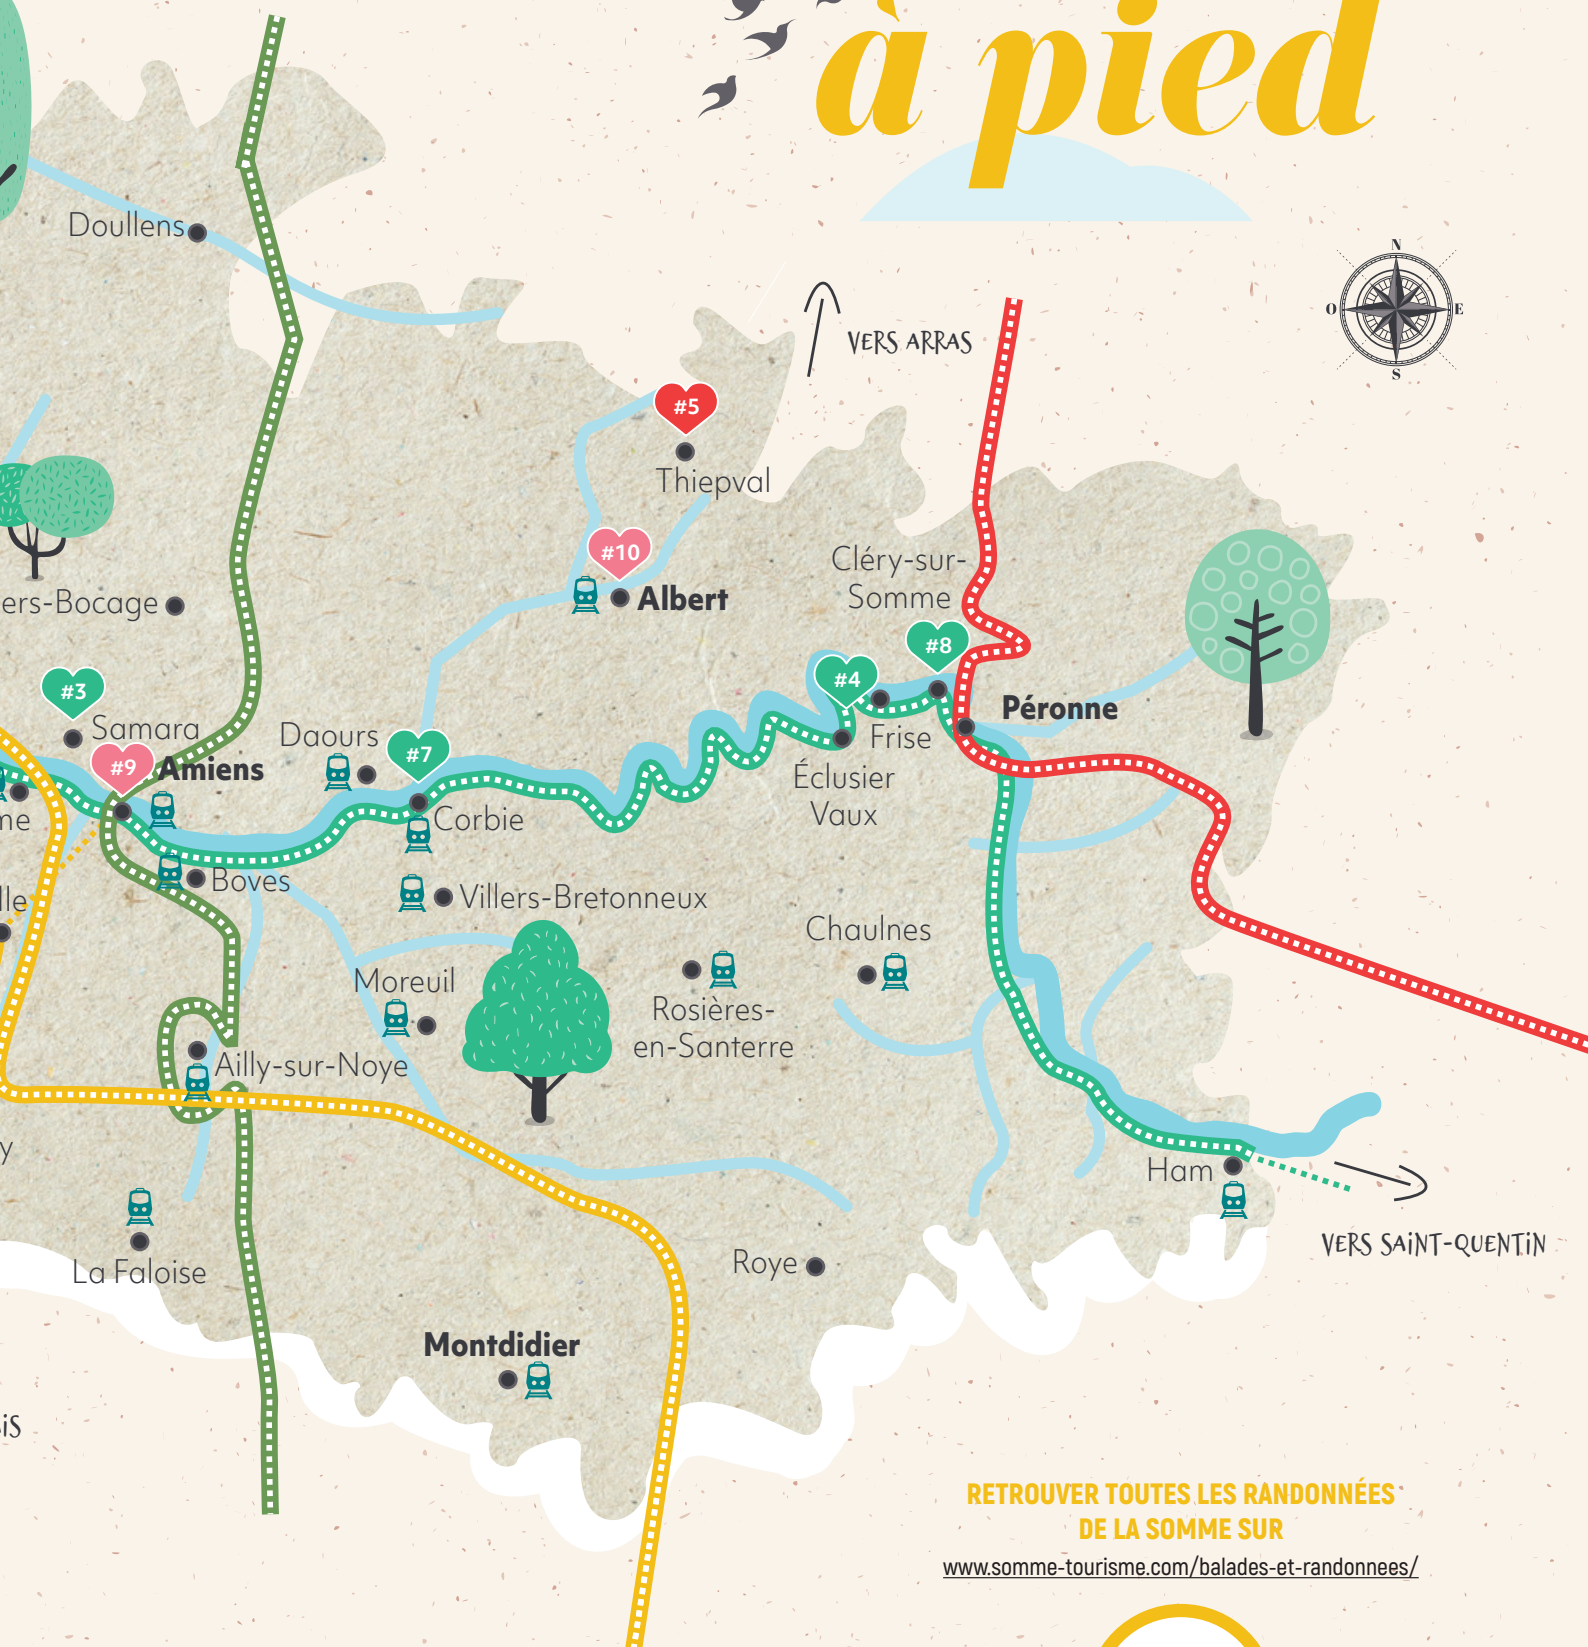 à pied
Doullens
N
O
E
S
VERS ARRAS
#5
Thiepval
#10
Albert
Cléry-sur-
Somme
ers-Bocage
#8
#3
#4
Samara
Péronne
Daours
#7
Frise
#9
Amiens
Éclusier
Vaux
me
Corbie
Boves
Villers-Bretonneux
lle
Chaulnes
Moreuil
Rosières-
en-Santerre
Ailly-sur-Noye
y
Ham
VERS SAINT-QUENTIN
La Faloise
Roye
Montdidier
IS
RETROUVER TOUTES LES RANDONNÉES
DE LA SOMME SUR
www.somme-tourisme.com/balades-et-randonnees/